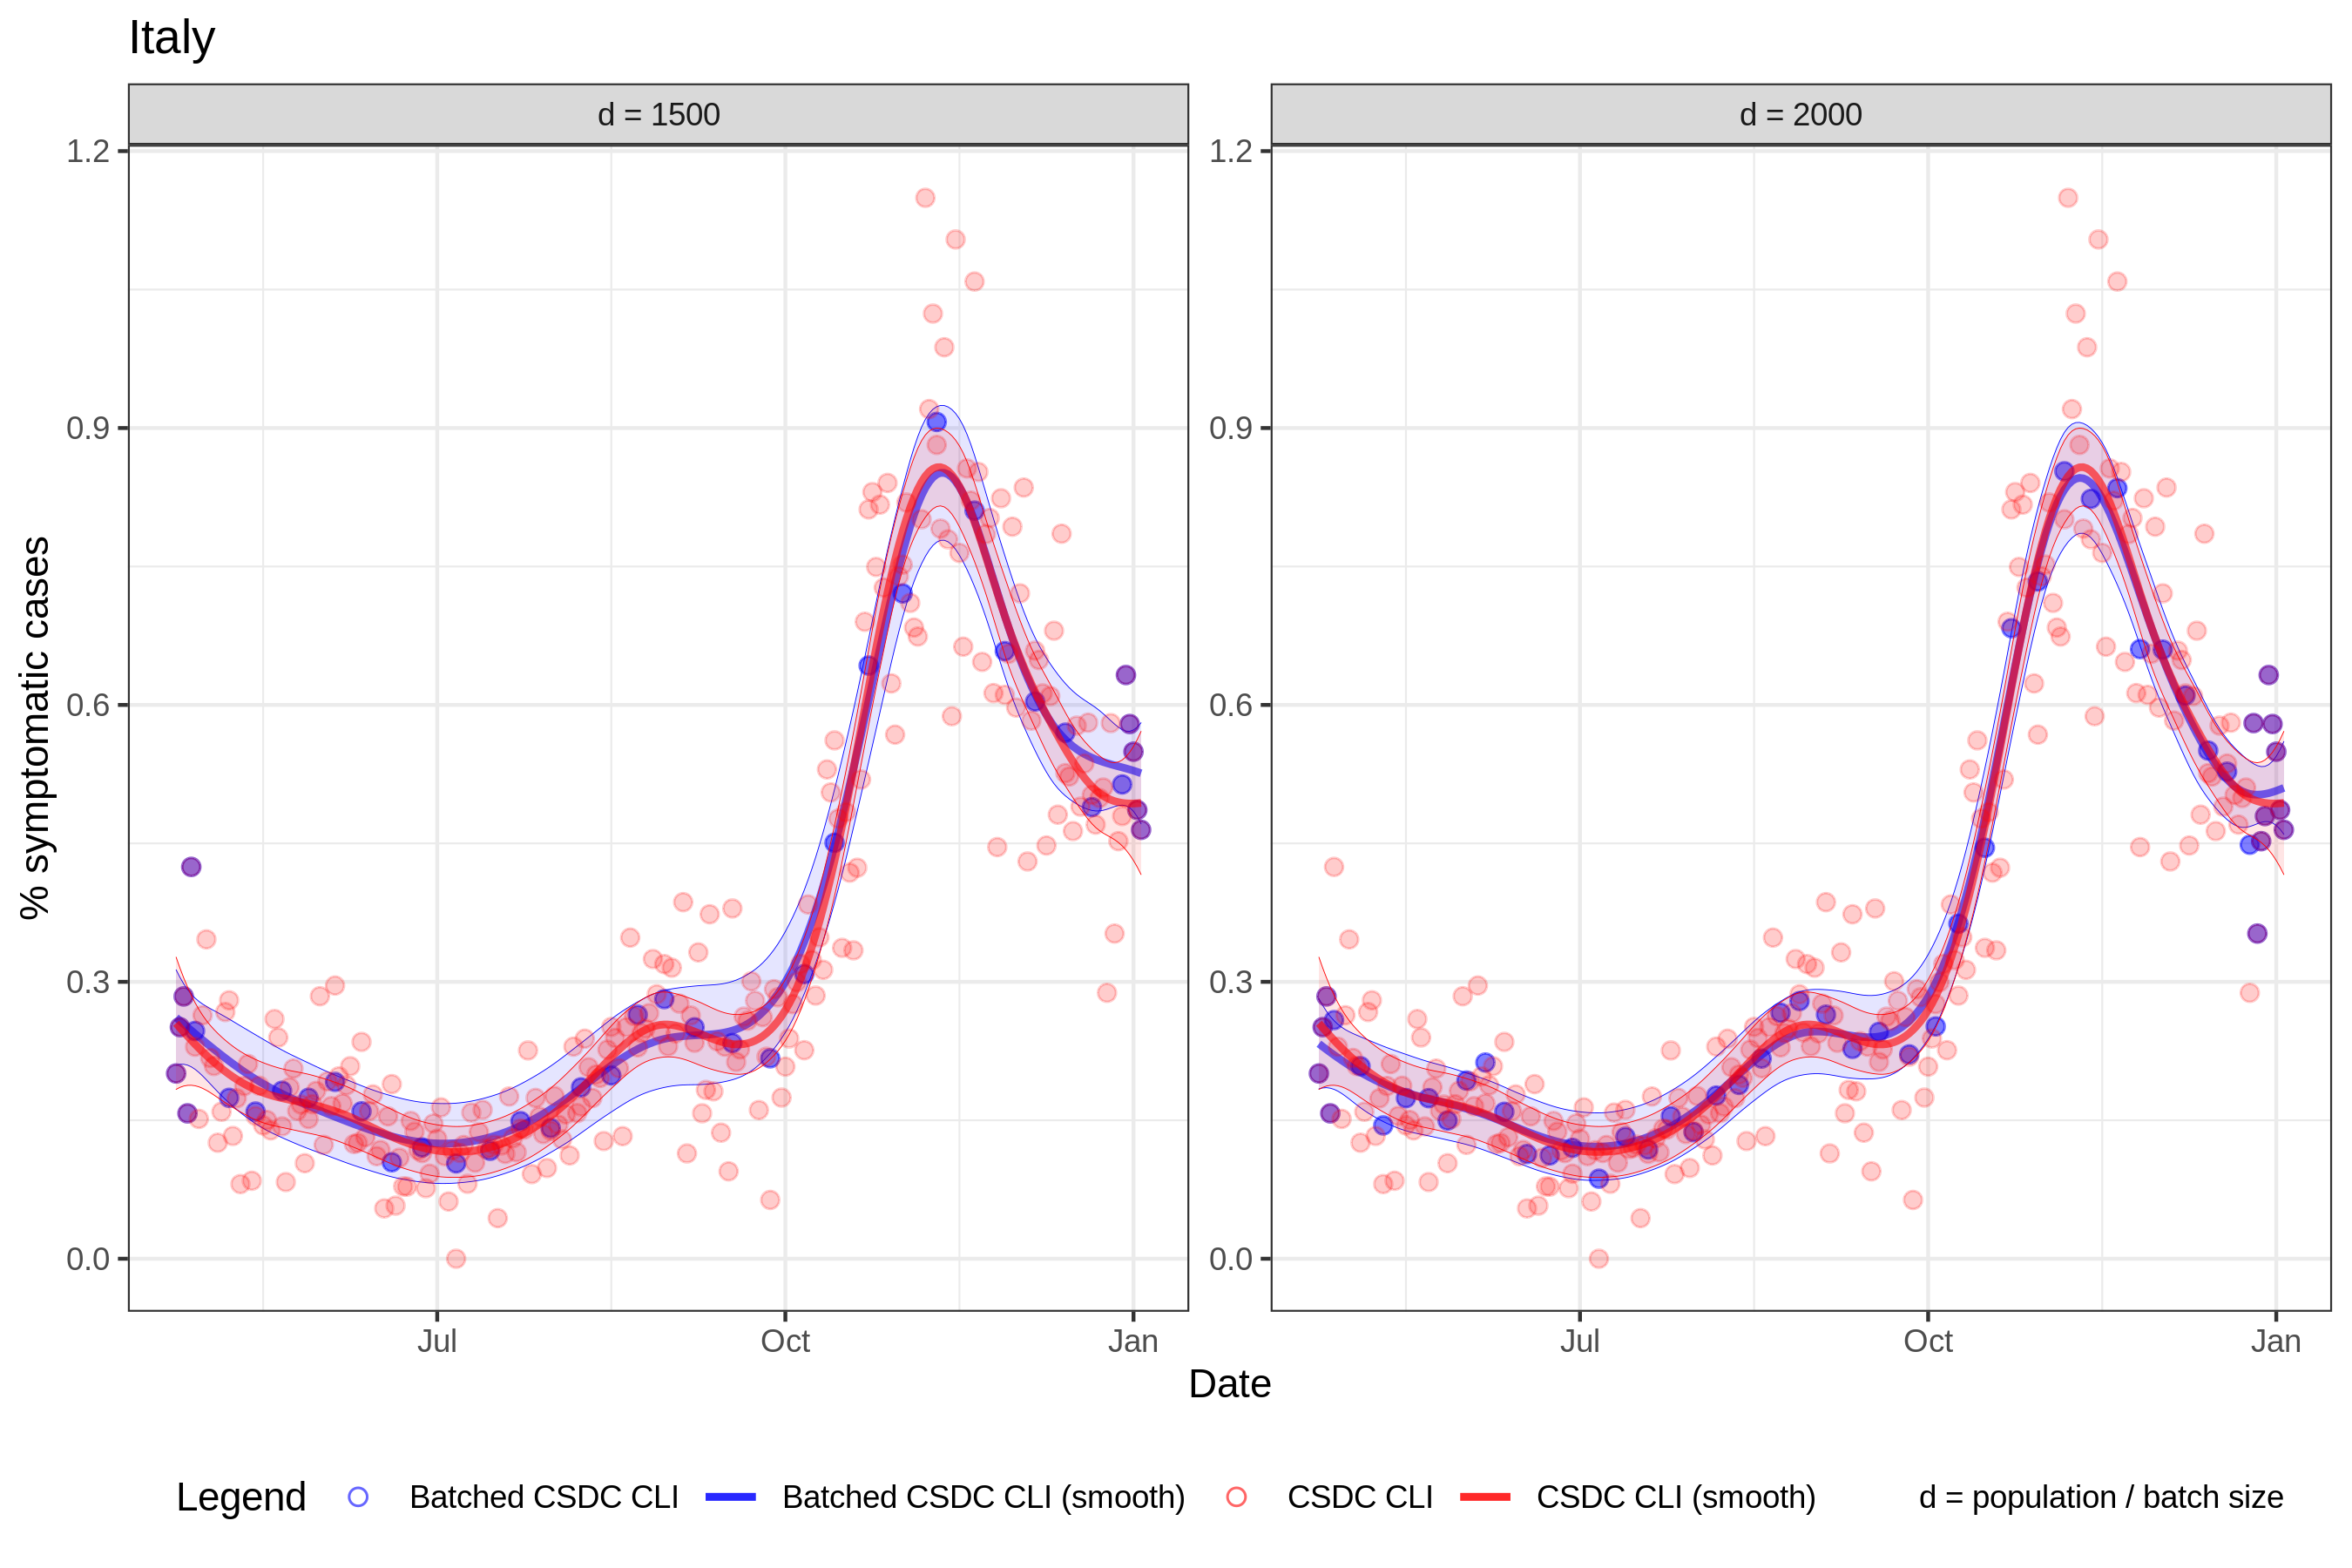 Italy
d = 1500
d = 2000
% symptomatic cases
1.2
0.9
0.6
0.3
0.0
1.2
0.9
0.6
0.3
0.0
Jul
Oct
Jan
Jul
Oct
Jan
Date
Legend
Batched CSDC CLI
Batched CSDC CLI (smooth)
CSDC CLI
CSDC CLI (smooth)
d = population / batch size